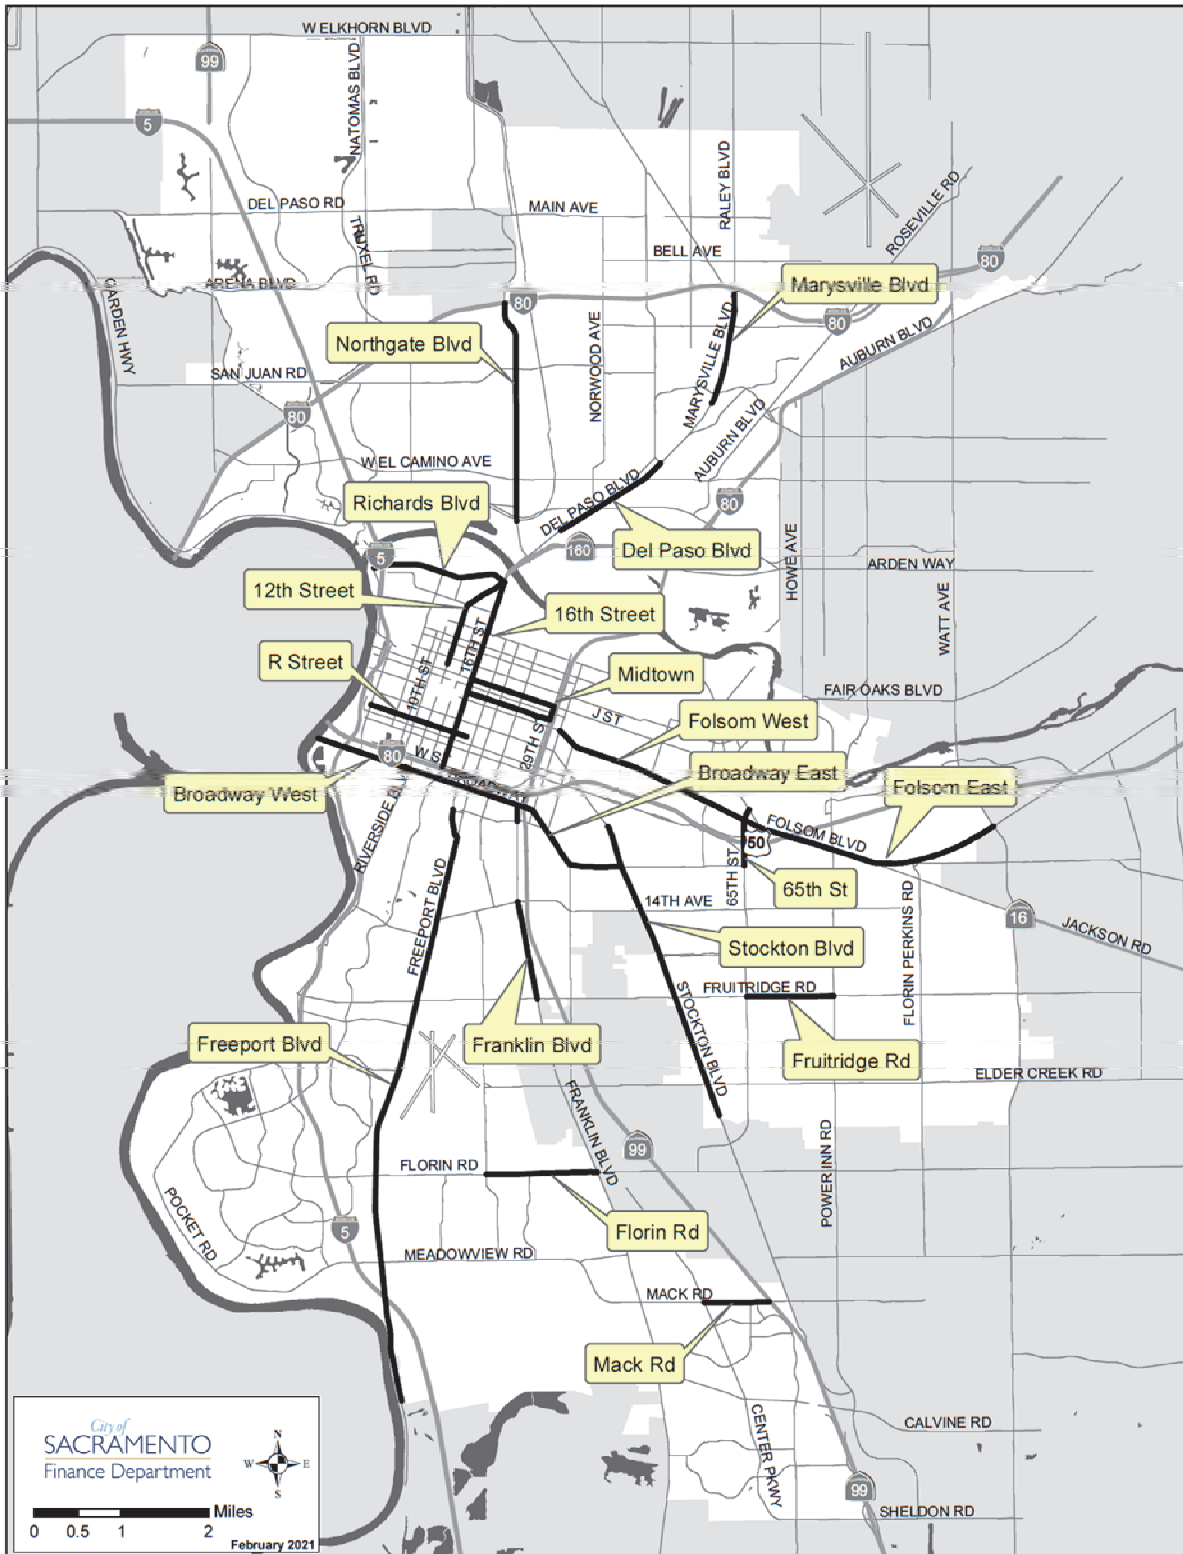 W ELKHORN BLVD
99
NATOMAS BLVD
5
RALEY BLVD
ROSEVILLE RD
DEL PASO RD
MAIN AVE
TRUXEL RD
BELL AVE
80
ARENA BLVD
Marysville Blvd
GARDEN HWY
80
80
Northgate Blvd
NORWOOD AVE
MARYSVILLE BLVD
AUBURN BLVD
SAN JUAN RD
80
AUBURN BLVD
W EL CAMINO AVE
Richards Blvd
DEL PASO BLVD
80
5
160
Del Paso Blvd
HOWE AVE
ARDEN WAY
12th Street
16th Street
WATT AVE
16TH ST
R Street
19TH ST
Midtown
FAIR OAKS BLVD
J ST
Folsom West
29TH ST
W S
80
Broadway East
Broadway West
Folsom East
RIVERSIDE BL
FOLSOM BLVD
50
65TH ST
65th St
FREEPORT BLVD
14TH AVE
FLORIN PERKINS RD
16
JACKSON RD
Stockton Blvd
FRUITRIDGE RD
STOCKTON BLVD
Freeport Blvd
Franklin Blvd
Fruitridge Rd
ELDER CREEK RD
FRANKLIN BLVD
99
POWER INN RD
FLORIN RD
POCKET RD
5
Florin Rd
MEADOWVIEW RD
MACK RD
Mack Rd
CENTER PKWY
CALVINE RD
99
SHELDON RD
City of
SACRAMENTO
Finance Department
N
W E
S
Miles
0 0.5 1 2
February 2021